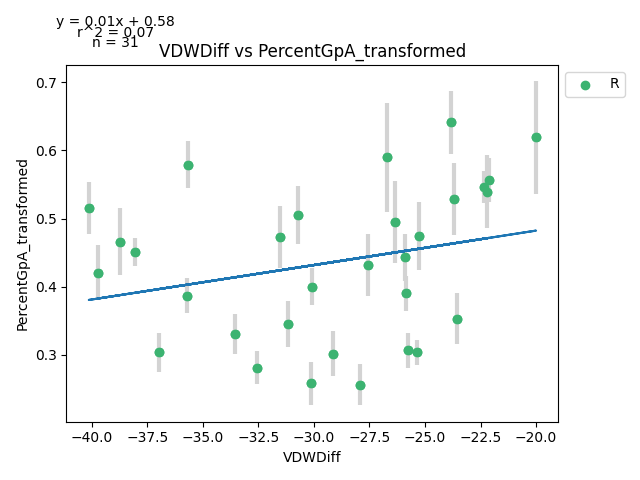 y = 0.01x + 0.58
r^2 = 0.07
n = 31
VDWDiff vs PercentGpA_transformed
R
0.7
0.6
0.5
0.4
0.3
PercentGpA_transformed
−40.0 −37.5 −35.0 −32.5 −30.0 −27.5 −25.0 −22.5 −20.0
VDWDiff